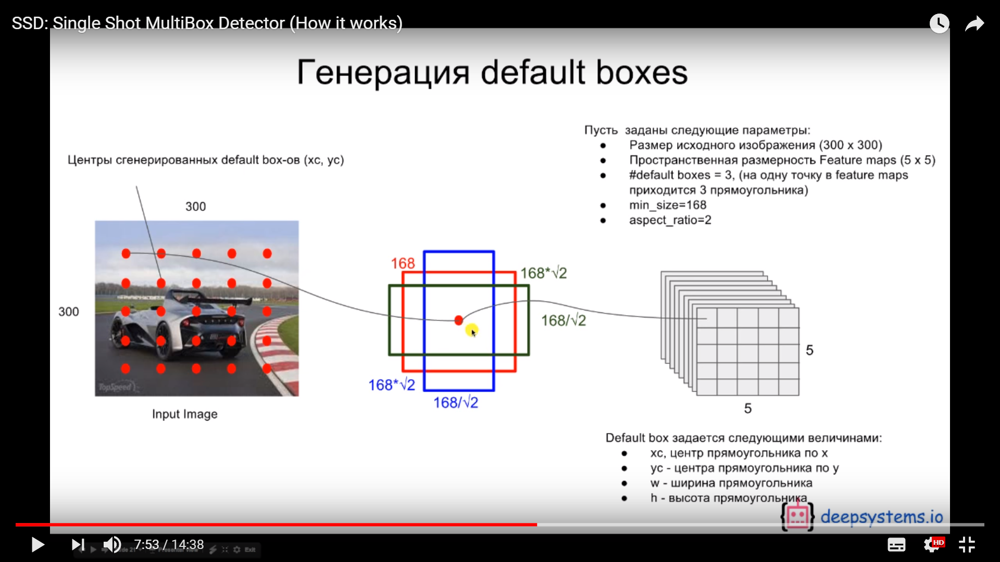 SSD: Single Shot MultiBox Detector (How it works)
Генерация default boxes
Пусть заданы следующие параметры:
● Размер исходного изображения (300 x 300)
● Пространственная размерность Feature maps (5 x 5)
● #default boxes = 3, (на одну точку в feature maps
приходится 3 прямоугольника)
● min_size=168
● aspect_ratio=2
Центры сгенерированных default box-ов (xc, yc)
300
300
TopSpeed
Input Image
168
168*√2
168/√2
168*√2
168/√2
5
5
Default box задается следующими величинами:
● xc, центр прямоугольника по x
● yc - центра прямоугольника по y
● w - ширина прямоугольника
● h - высота прямоугольника
deepsystems.io
7:53 / 14:38
Exit
HD